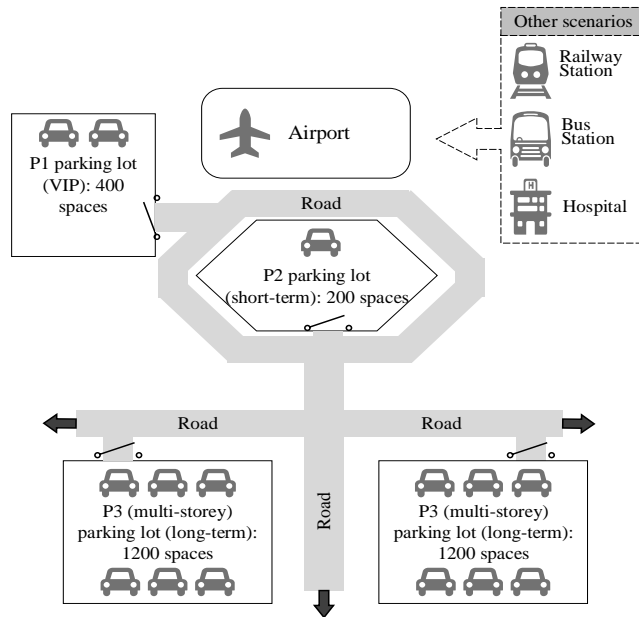 Other scenarios
Railway
Station
Bus
Station
H
Hospital
Airport
P1 parking lot
(VIP): 400
spaces
Road
P2 parking lot
(short-term): 200 spaces
Road
Road
Road
P3 (multi-storey)
parking lot (long-term):
1200 spaces
P3 (multi-storey)
parking lot (long-term):
1200 spaces